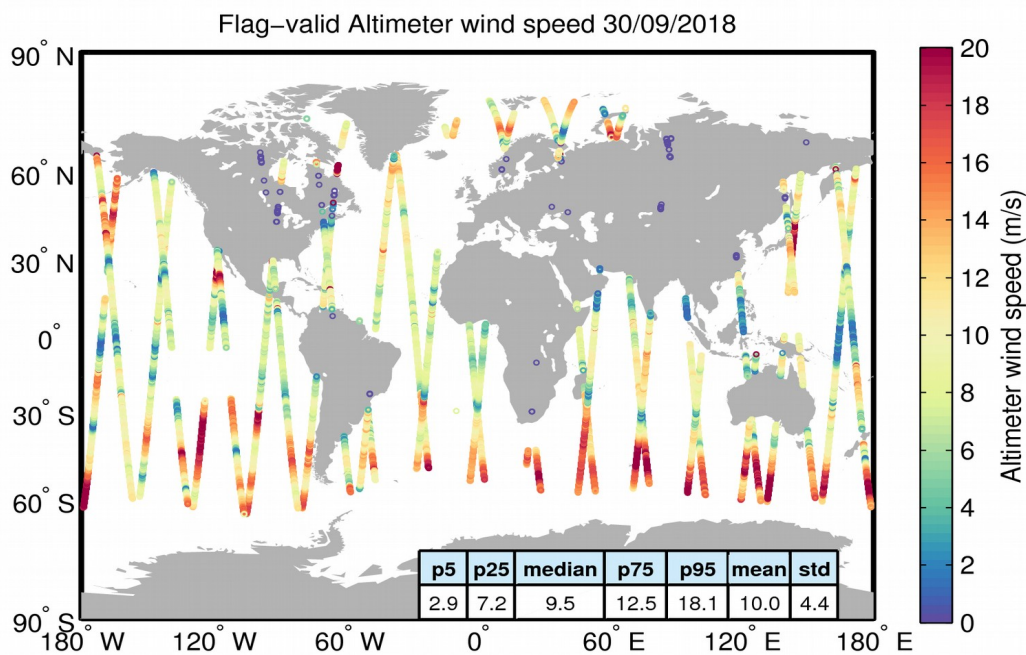 Flag-valid Altimeter wind speed 30/09/2018
90° N
60° N
30° N
0°
30° S
60° S
90° S
180° W
120° W
60° W
0°
60° E
120° E
180° E
p5 p25 median p75 p95 mean std
2.9 7.2 9.5 12.5 18.1 10.0 4.4
20
18
16
14
12
10
8
6
4
2
0
Altimeter wind speed (m/s)